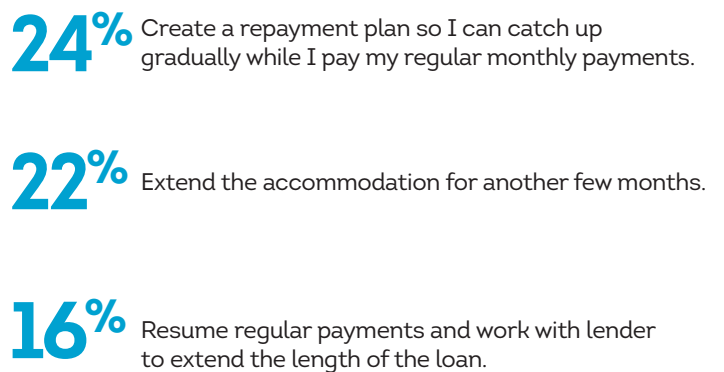 24% Create a repayment plan so I can catch up
gradually while I pay my regular monthly payments.
22% Extend the accommodation for another few months.
16% Resume regular payments and work with lender
to extend the length of the loan.